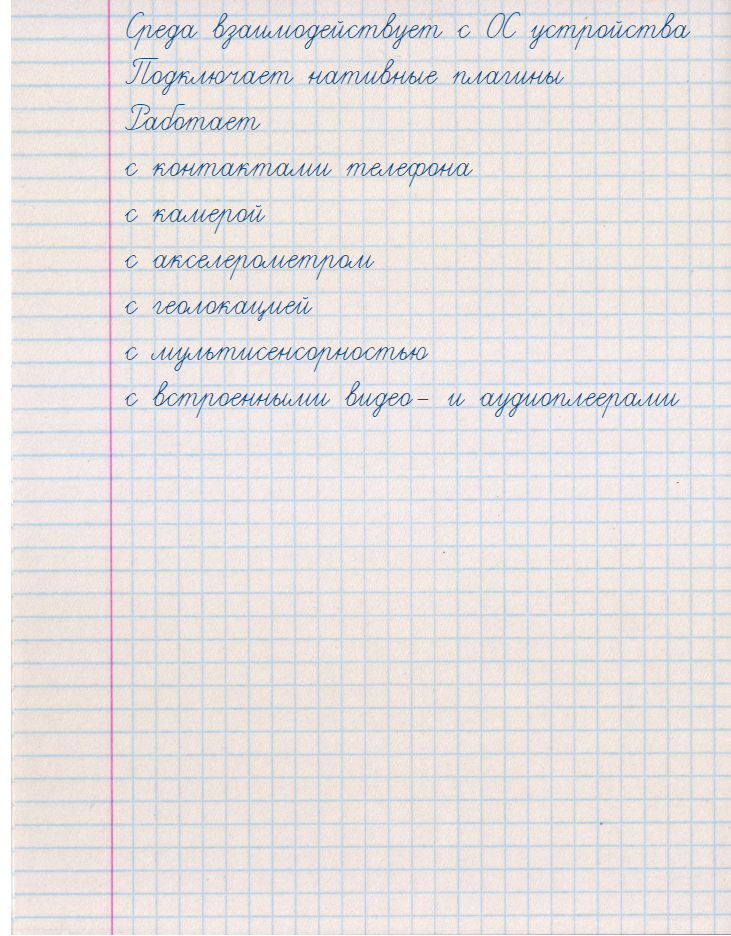 Среда взаимодействует с ОС устройства
Подключает нативные плагины
Работает
с контактами телефона
с камерой
с акселерометром
с геолокацией
с мультисенсорностью
с встроенными видео- и аудиоплеерами